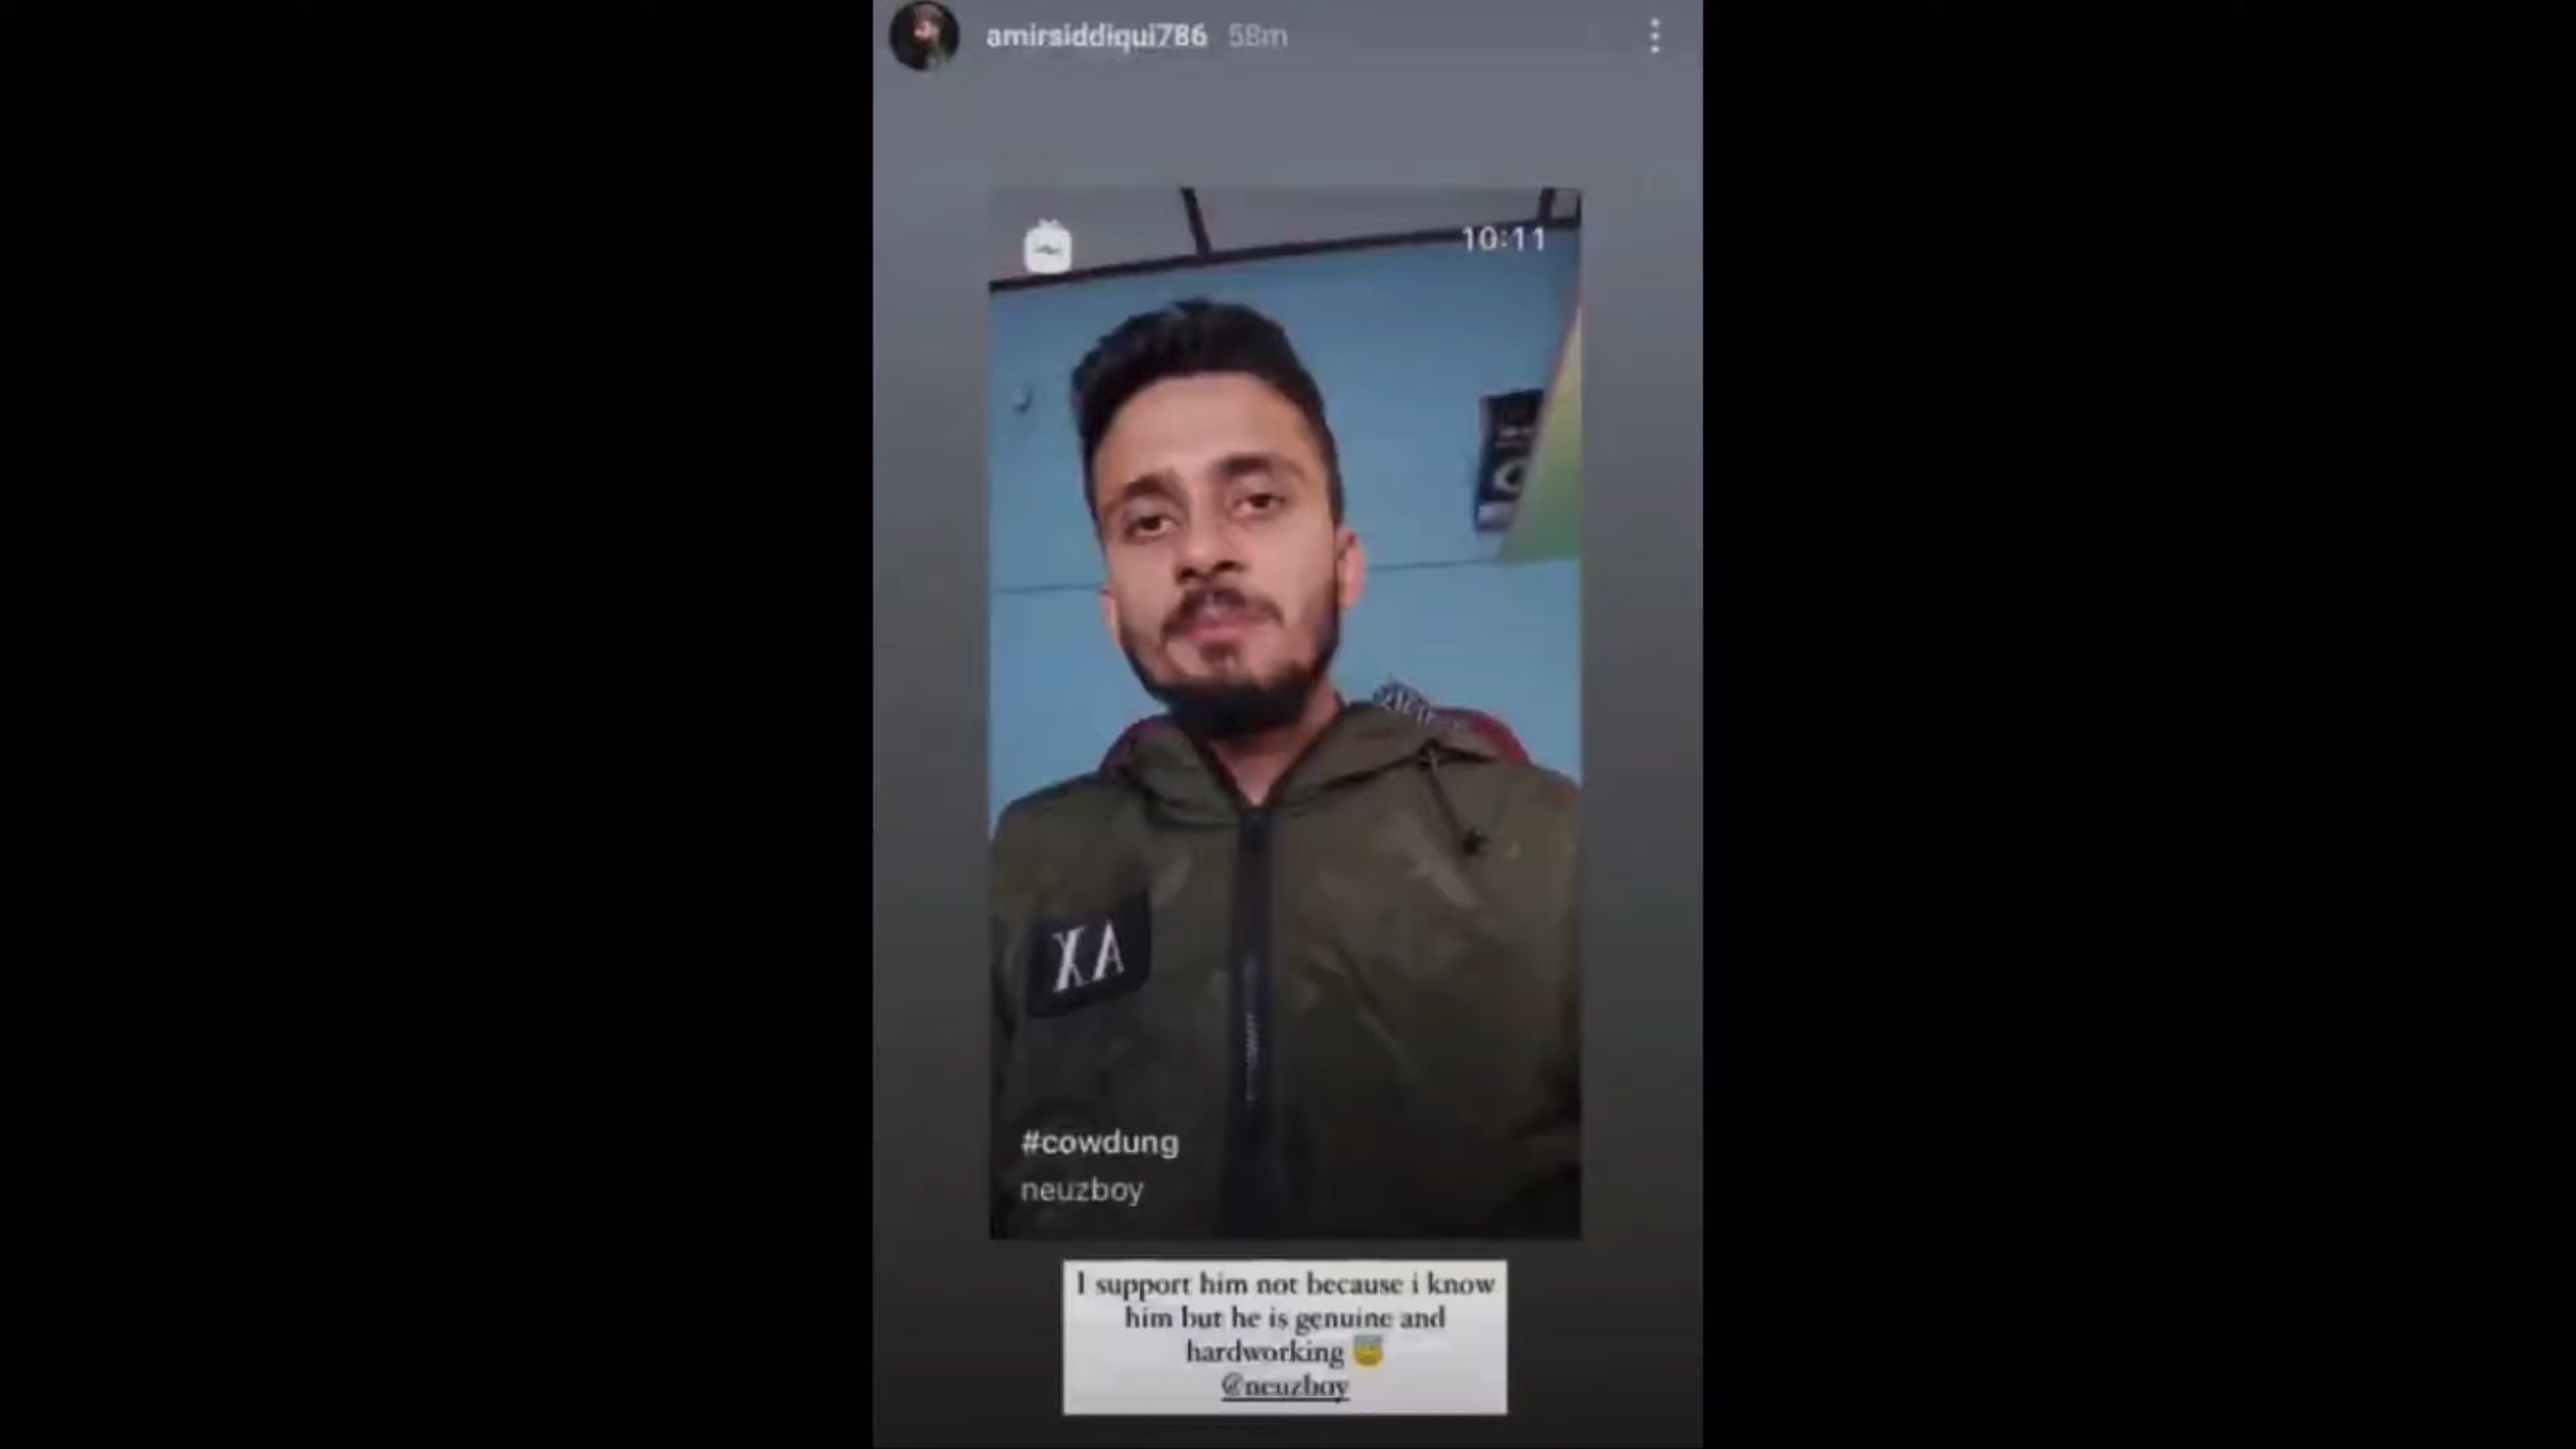 amirsiddiqui786 58m
10:11
XA
#cowdung
neuzboy
I support him not because i know
him but he is genuine and
hardworking 😇
@neuzboy